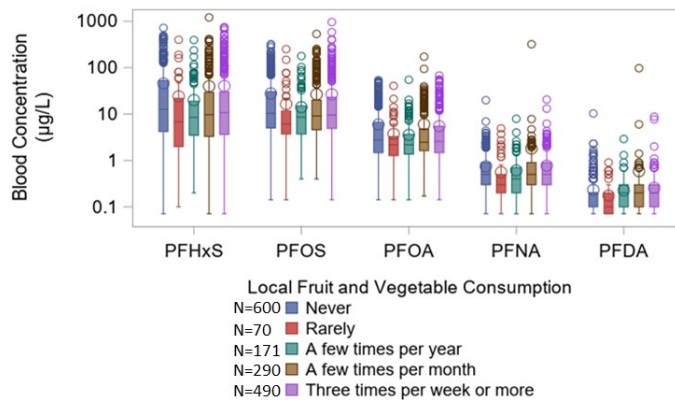 Blood Concentration
(µg/L)
1000
100
10
1
0.1
PFHxS PFOS PFOA PFNA PFDA
Local Fruit and Vegetable Consumption
N=600 Never
N=70 Rarely
N=171 A few times per year
N=290 A few times per month
N=490 Three times per week or more